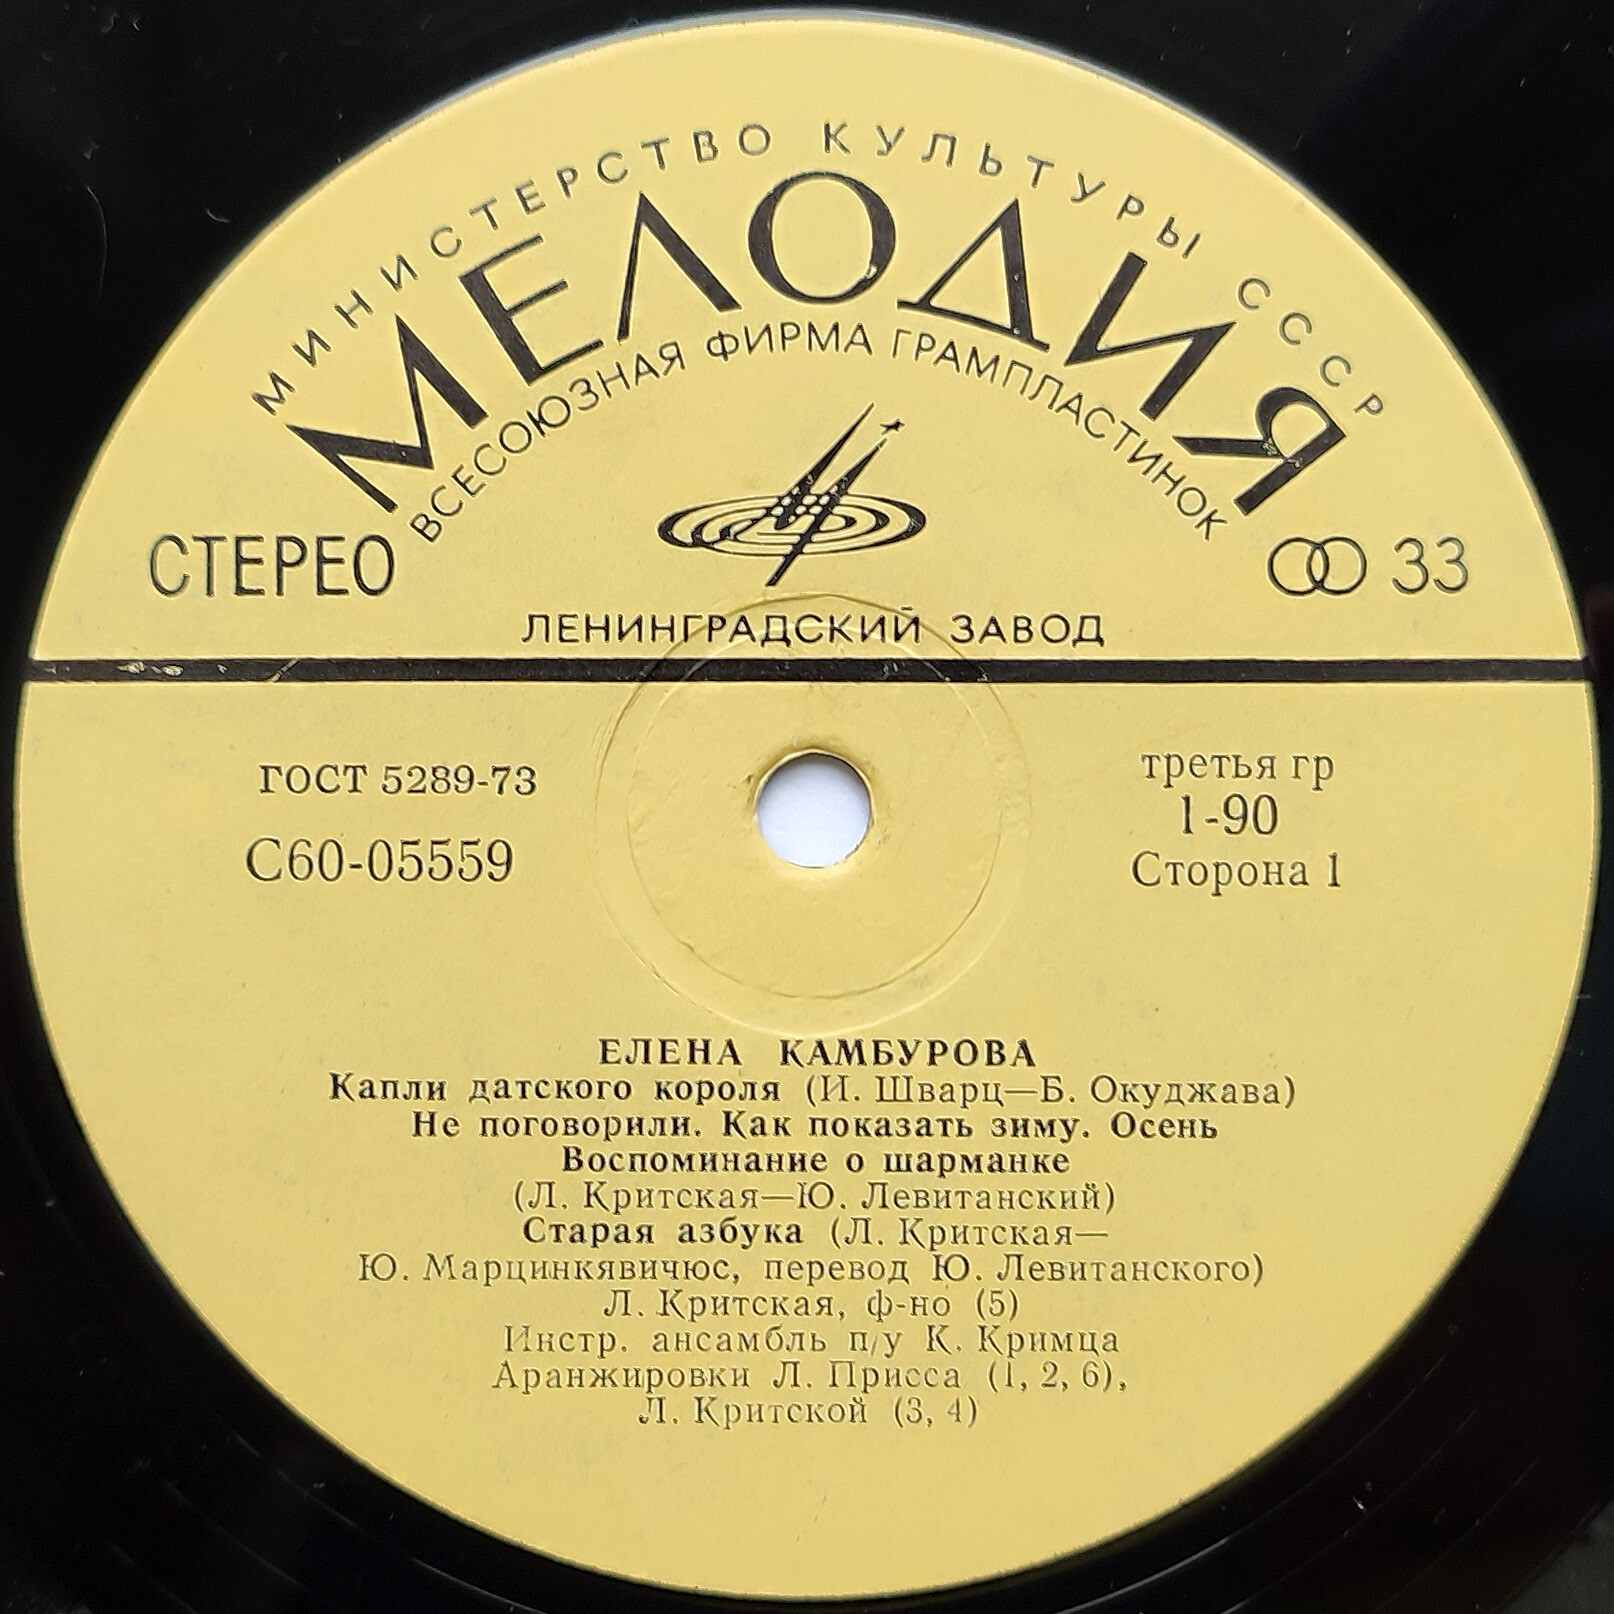 МИНИСТЕРСТВО КУЛЬТУРЫ СССР
МЕЛОДИЯ
ВСЕСОЮЗНАЯ ФИРМА ГРАМПЛАСТИНОК
СТЕРЕО
33
ЛЕНИНГРАДСКИЙ ЗАВОД
ГОСТ 5289-73
С60-05559
третья гр
1-90
Сторона 1
ЕЛЕНА КАМБУРОВА
Капли датского короля (И. Шварц—Б. Окуджава)
Не поговорили. Как показать зиму. Осень
Воспоминание о шарманке
(Л. Критская—Ю. Левитанский)
Старая азбука (Л. Критская—
Ю. Марцинкявичюс, перевод Ю. Левитанского)
Л. Критская, ф-но (5)
Инстр. ансамбль п/у К. Кримца
Аранжировки Л. Присса (1, 2, 6),
Л. Критской (3, 4)